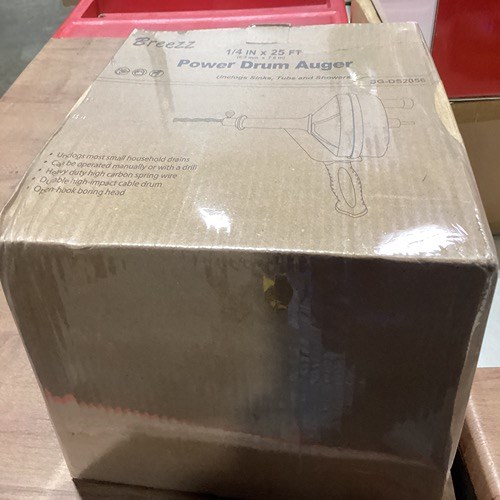 Breezz
1/4 IN X 25 FT
Power Drum Auger
Unclogs Sinks, Tubs and Showers
• Unclogs most small household drains
• Can be operated manually or with a drill
• Heavy duty high carbon spring wire
• Durable high-impact cable drum
• Open-hook boring head